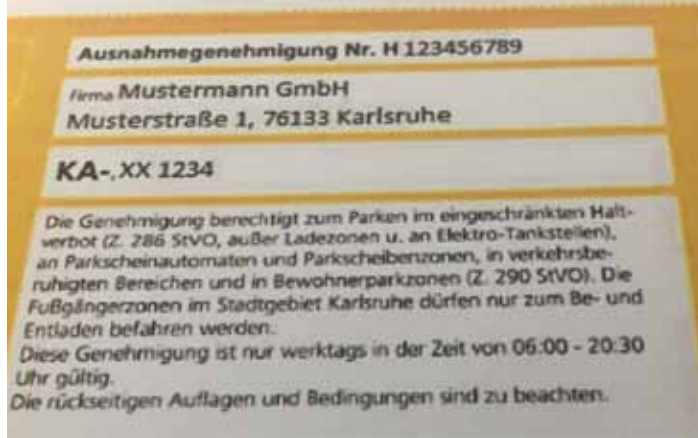 Ausnahmegenehmigung Nr. H 123456789
Firma Mustermann GmbH
Musterstraße 1, 76133 Karlsruhe
KA-, XX 1234
Die Genehmigung berechtigt zum Parken im eingeschränkten Halt-
verbot (Z. 286 StVO, außer Ladezonen u. an Elektro-Tankstellen),
an Parkscheinautomaten und Parkscheibenzonen, in verkehrsbe-
ruhigten Bereichen und in Bewohnerparkzonen (Z. 290 StVO). Die
Fußgängerzonen im Stadtgebiet Karlsruhe dürfen nur zum Be- und
Entladen befahren werden.
Diese Genehmigung ist nur werktags in der Zeit von 06:00 - 20:30
Uhr gültig.
Die rückseitigen Auflagen und Bedingungen sind zu beachten.